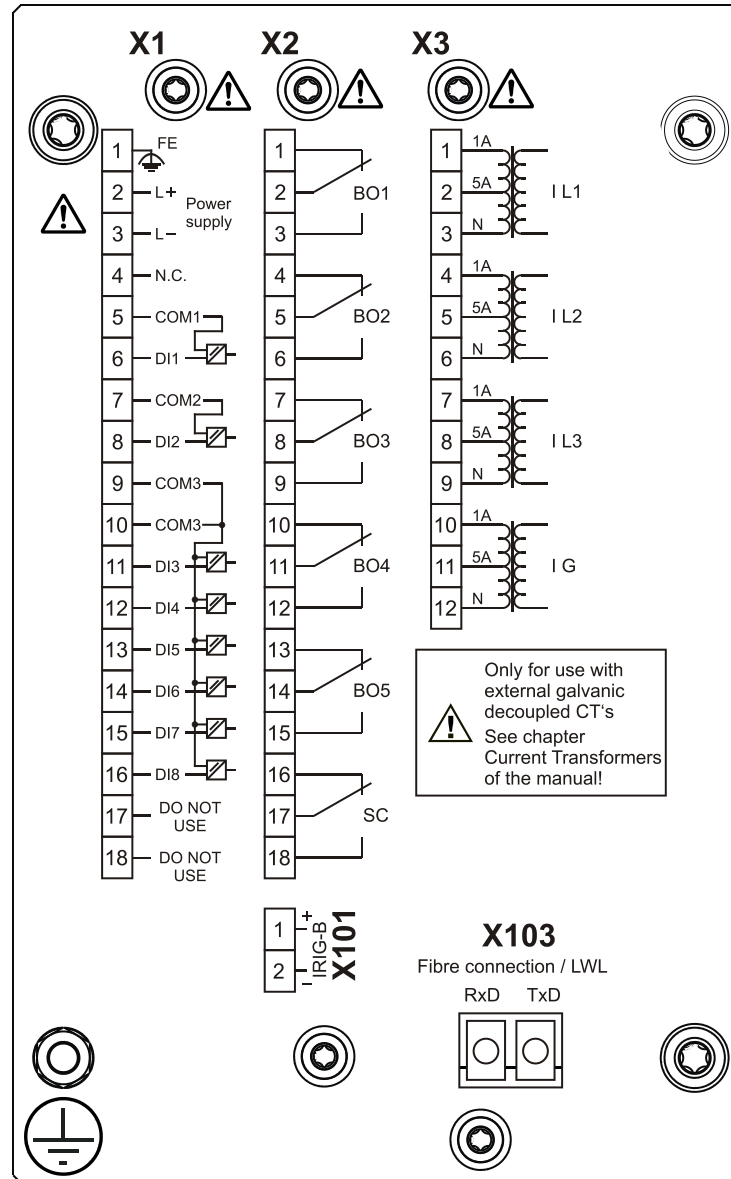 X1
1 FE
2 L+ Power
supply
3 L–
4 N.C.
5 COM1
6 DI1
7 COM2
8 DI2
9 COM3
10 COM3
11 DI3
12 DI4
13 DI5
14 DI6
15 DI7
16 DI8
17 DO NOT
USE
18 DO NOT
USE
X2
1
2 BO1
3
4
5 BO2
6
7
8 BO3
9
10
11 BO4
12
13
14 BO5
15
16
17 SC
18
X3
1 1A
2 5A I L1
3 N
4 1A
5 5A I L2
6 N
7 1A
8 5A I L3
9 N
10 1A
11 5A I G
12 N
Only for use with
external galvanic
decoupled CT‘s
See chapter
Current Transformers
of the manual!
1 +
2 –
IRIG-B
X101
X103
Fibre connection / LWL
RxD TxD